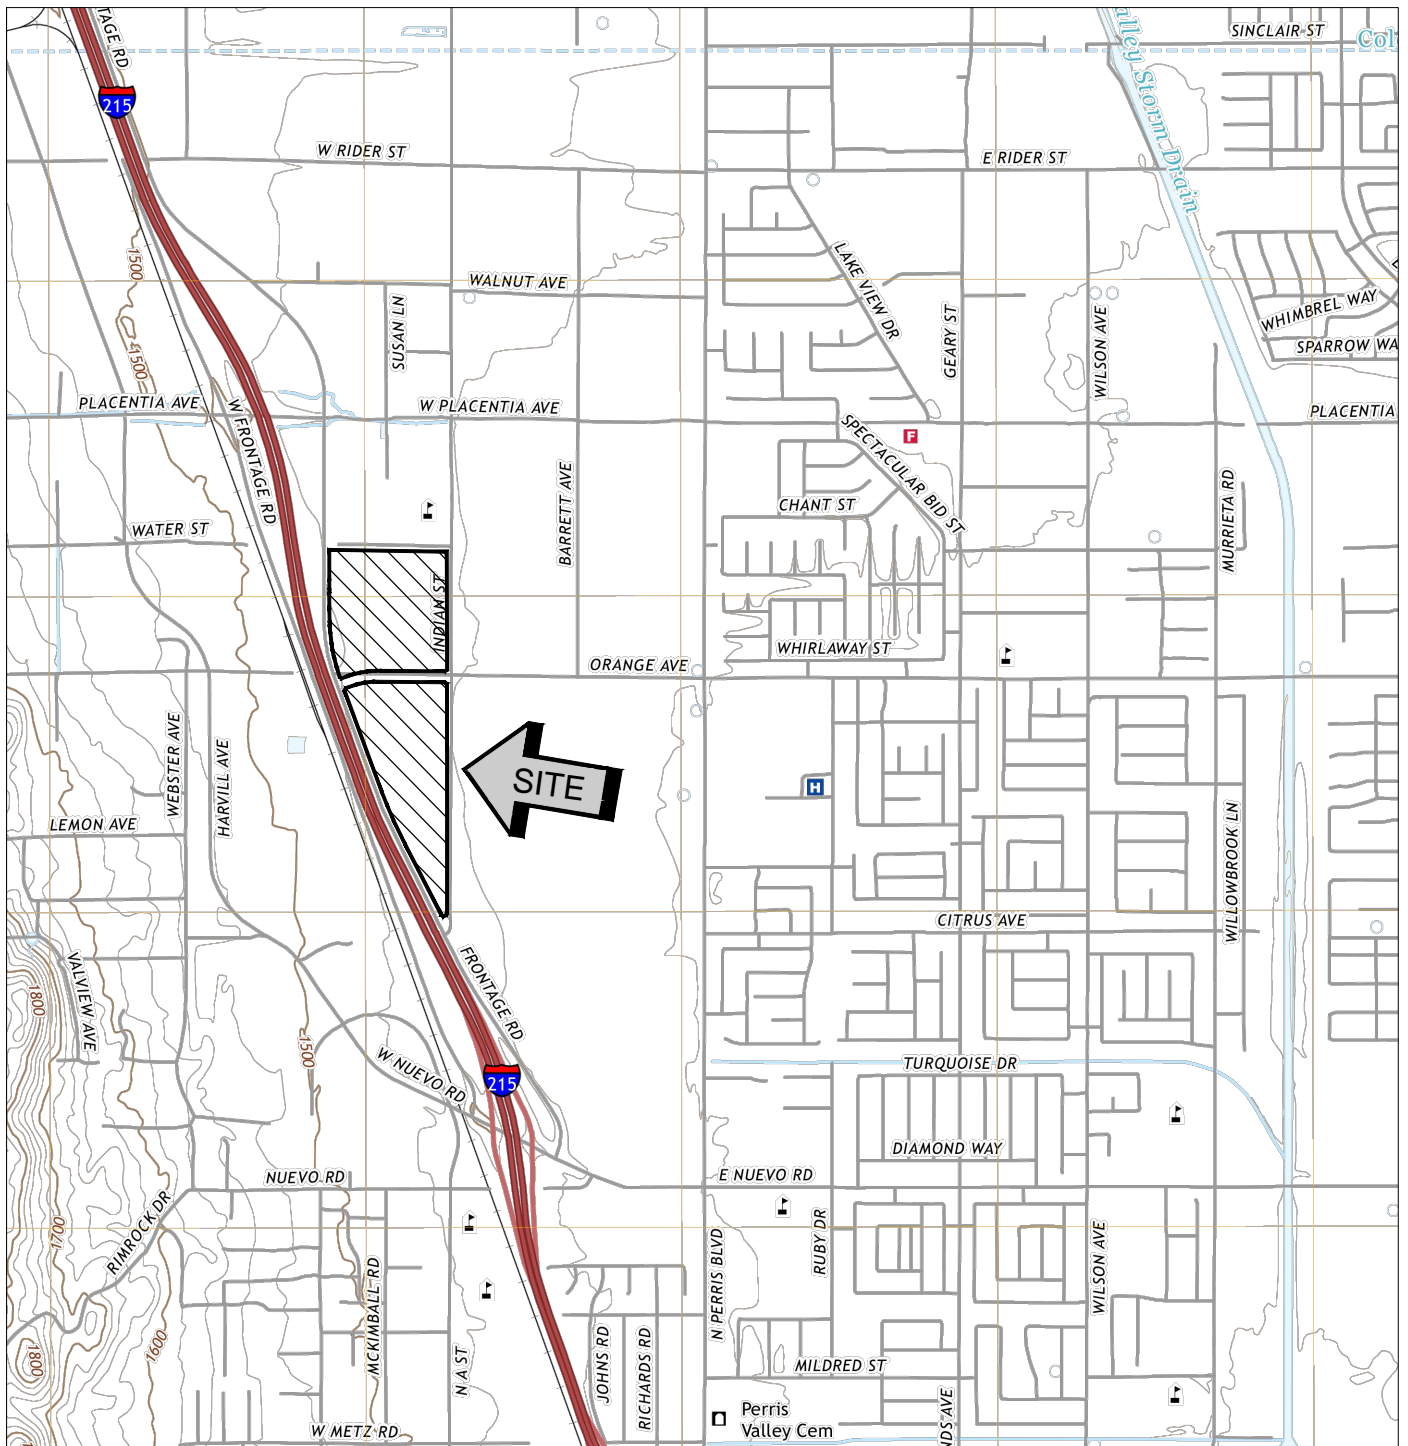 TAGE RD
alley Storm Drain
SINCLAIR ST
Col
215
W RIDER ST
E RIDER ST
1500
LAKE VIEW DR
WALNUT AVE
SUSAN LN
GEARY ST
WILSON AVE
WHIMBREL WAY
SPARROW WA
1500
PLACENTIA AVE
W FRONTAGE RD
W PLACENTIA AVE
PLACENTIA
F
SPECTACULAR BID ST
BARRETT AVE
CHANT ST
MURRIETA RD
WATER ST
INDIAN ST
WHIRLAWAY ST
ORANGE AVE
WEBSTER AVE
HARVILL AVE
SITE
H
LEMON AVE
WILLOWBROOK LN
CITRUS AVE
VALVIEW AVE
1800
FRONTAGE RD
1500
W NUEVO RD
TURQUOISE DR
215
DIAMOND WAY
NUEVO RD
E NUEVO RD
RIMROCK DR
1700
RUBY DR
N PERRIS BLVD
WILSON AVE
MCKIMBALL RD
1600
1800
N A ST
JOHNS RD
RICHARDS RD
MILDRED ST
Perris
Valley Cem
NDS AVE
W METZ RD